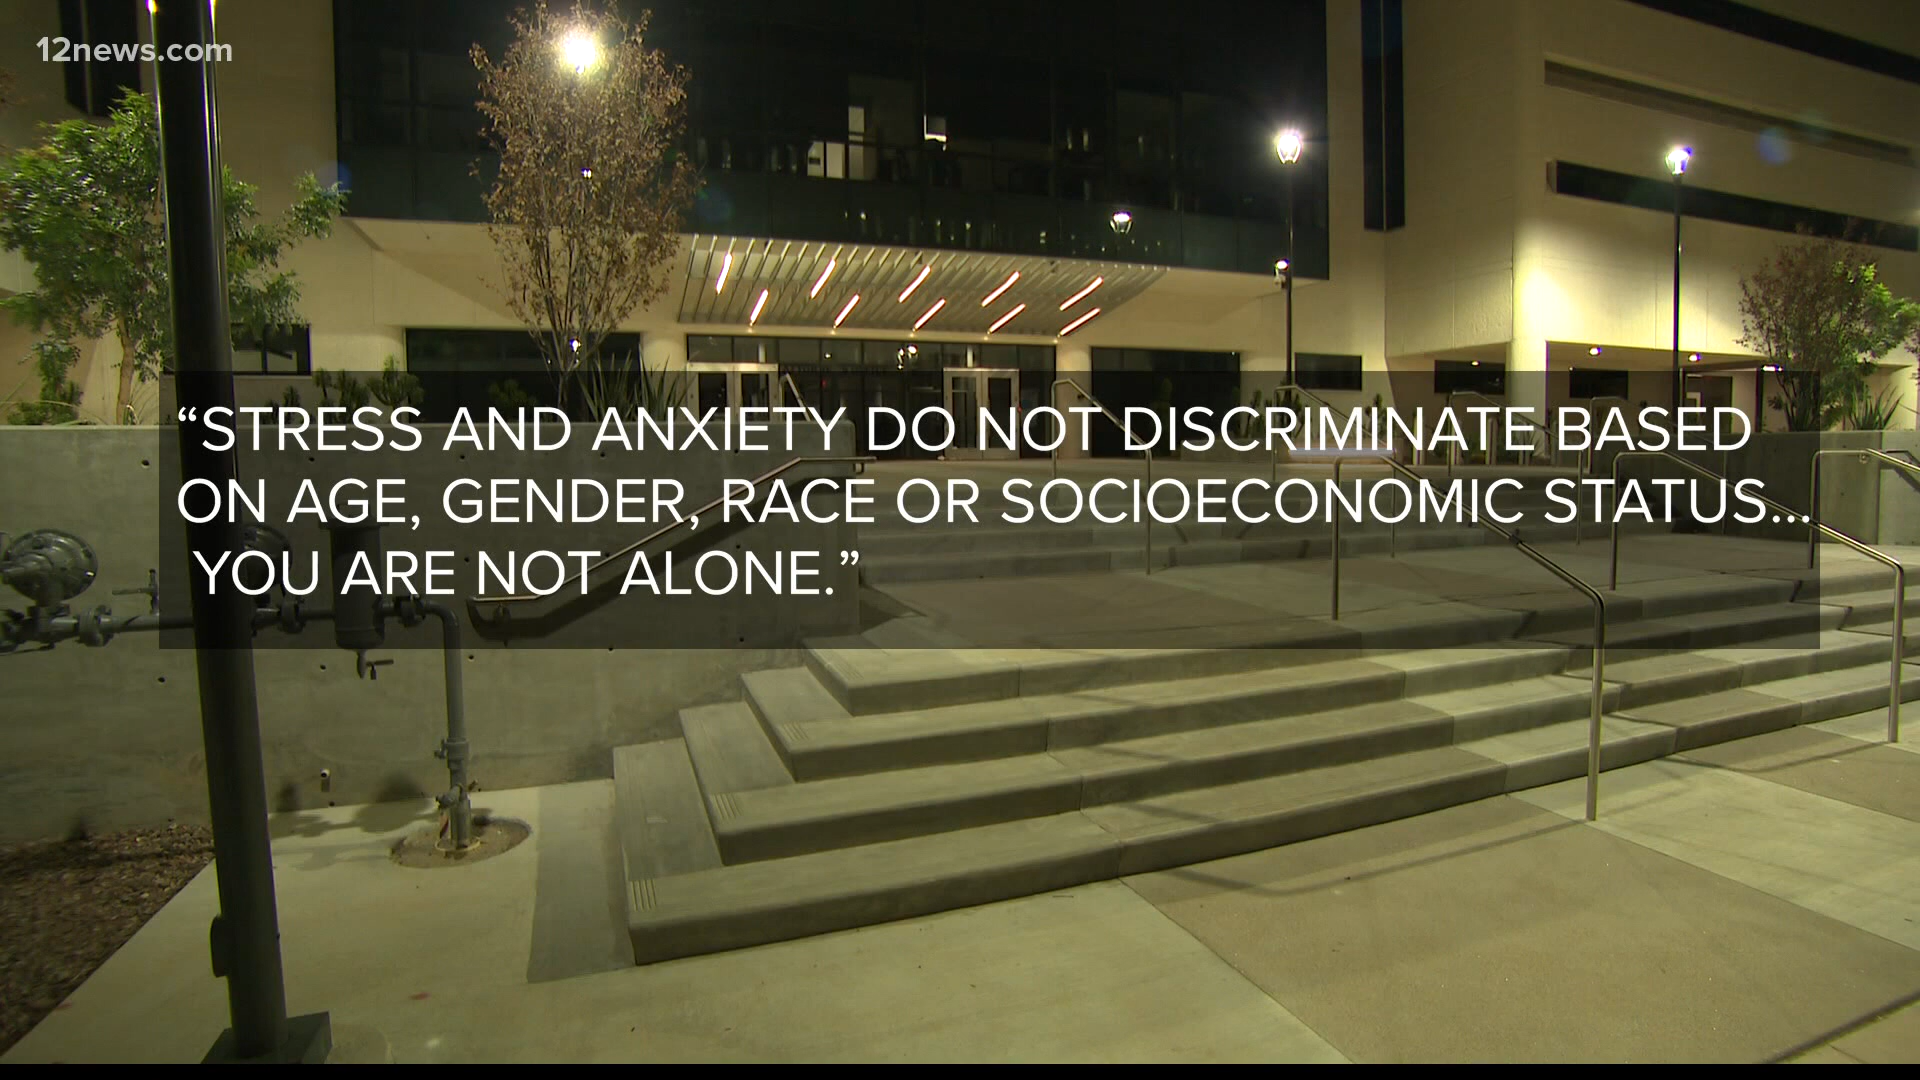 12news.com
“STRESS AND ANXIETY DO NOT DISCRIMINATE BASED
ON AGE, GENDER, RACE OR SOCIOECONOMIC STATUS...
YOU ARE NOT ALONE.”